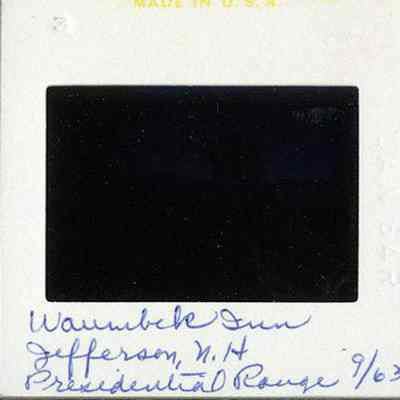 MADE IN U.S.A.
Waumbek Inn
Jefferson, N.H
Presidential Range 9/63